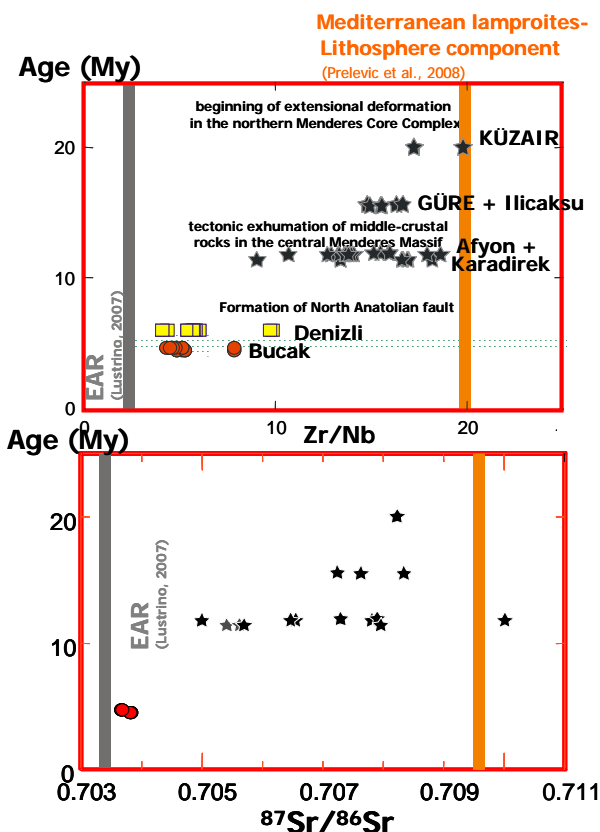 Mediterranean lamproites-
Lithosphere component
(Prelevic et al., 2008)
Age (My)
beginning of extensional deformation
in the northern Menderes Core Complex
KÜZAIR
20
GÜRE + Ilicaksu
tectonic exhumation of middle-crustal
rocks in the central Menderes Massif
Afyon +
Karadirek
10
Formation of North Anatolian fault
Denizli
Bucak
EAR
(Lustrino, 2007)
0
0 10 20
Zr/Nb
Age (My)
20
EAR
(Lustrino, 2007)
10
0
0.703 0.705 0.707 0.709 0.711
⁸⁷Sr/⁸⁶Sr